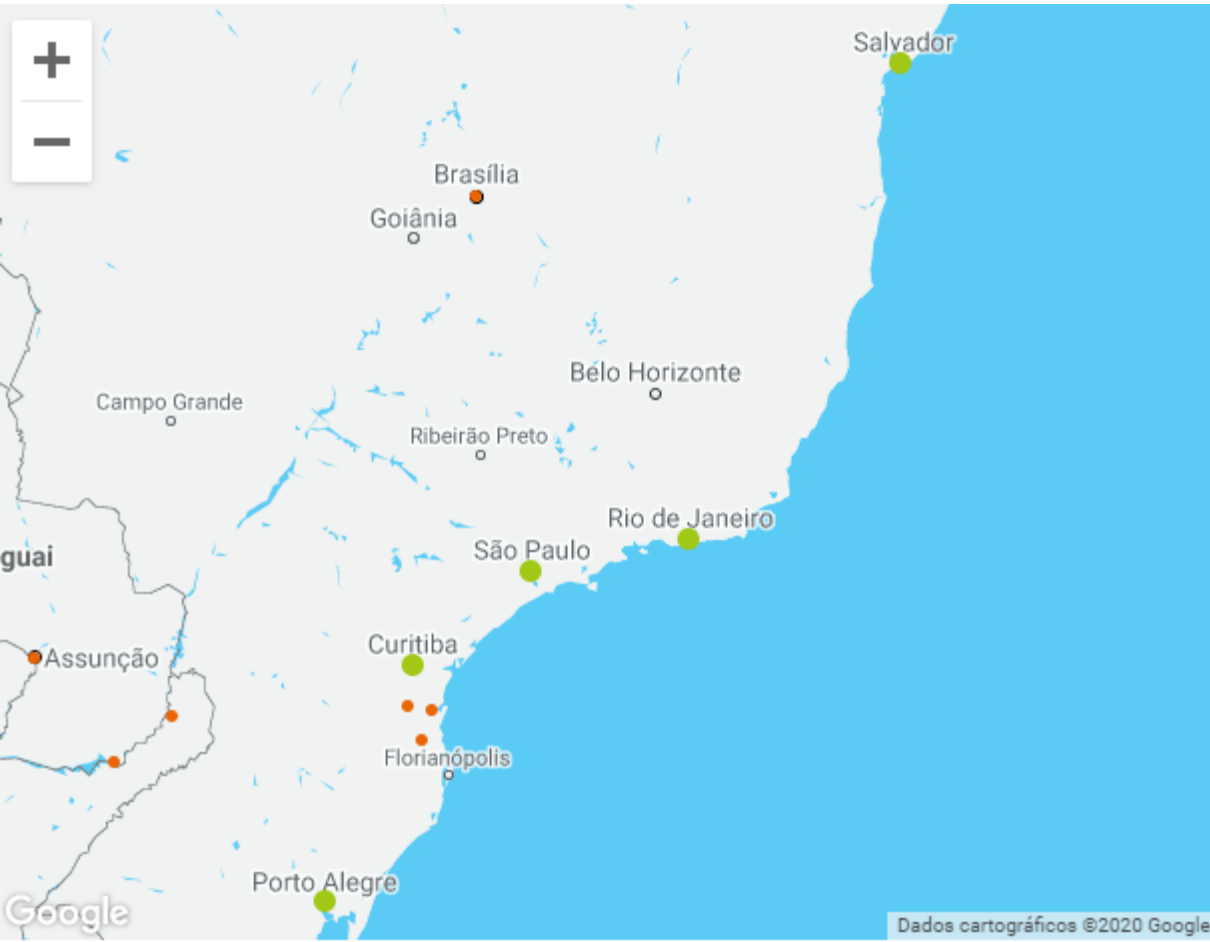 +
Salvador
−
Brasília
Goiânia
Belo Horizonte
Campo Grande
Ribeirão Preto
Rio de Janeiro
São Paulo
guai
Curitiba
Assunção
Florianópolis
Porto Alegre
Google
Dados cartográficos ©2020 Google